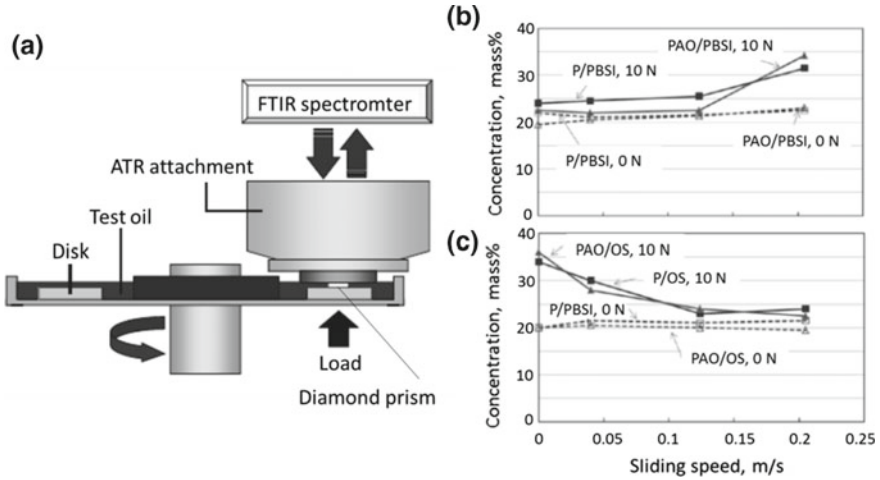 (a)
FTIR spectromter
ATR attachment
Test oil
Disk
Load
Diamond prism
(b)
Concentration, mass%
40
30
20
10
0
PAO/PBSI, 10 N
P/PBSI, 10 N
P/PBSI, 0 N
PAO/PBSI, 0 N
(c)
Concentration, mass%
40
30
20
10
0
PAO/OS, 10 N
P/OS, 10 N
P/PBSI, 0 N
PAO/OS, 0 N
0 0.05 0.1 0.15 0.2 0.25
Sliding speed, m/s